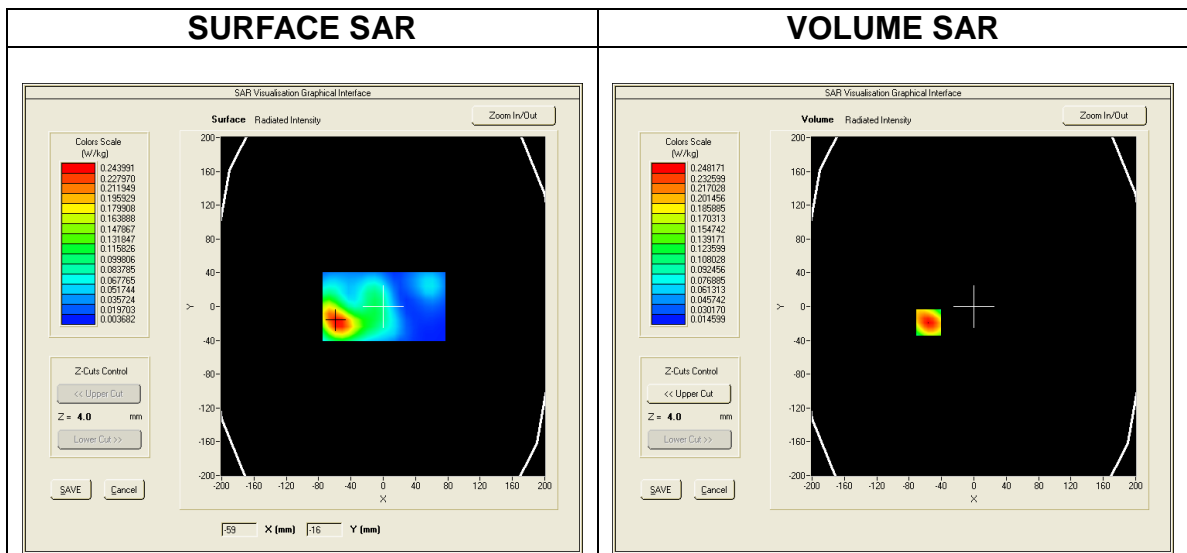 SURFACE SAR
VOLUME SAR
SAR Visualisation Graphical Interface
Surface Radiated Intensity
Zoom In/Out
Colors Scale
(W/kg)
0.243991
0.227970
0.211949
0.195929
0.179908
0.163888
0.147867
0.131847
0.115826
0.099806
0.083785
0.067765
0.051744
0.035724
0.019703
0.003682
Z-Cuts Control
<< Upper Cut
Z = 4.0 mm
Lower Cut >>
SAVE Cancel
200-
160-
120-
80-
40-
0-
-40-
-80-
-120-
-160-
-200-
Y
-200 -160 -120 -80 -40 0 40 80 120 160 200
X
-59 X (mm) -16 Y (mm)
SAR Visualisation Graphical Interface
Volume Radiated Intensity
Zoom In/Out
Colors Scale
(W/kg)
0.248171
0.232599
0.217028
0.201456
0.185885
0.170313
0.154742
0.139171
0.123599
0.108028
0.092456
0.076885
0.061313
0.045742
0.030170
0.014599
Z-Cuts Control
<< Upper Cut
Z = 4.0 mm
Lower Cut >>
SAVE Cancel
200-
160-
120-
80-
40-
0-
-40-
-80-
-120-
-160-
-200-
Y
-200 -160 -120 -80 -40 0 40 80 120 160 200
X